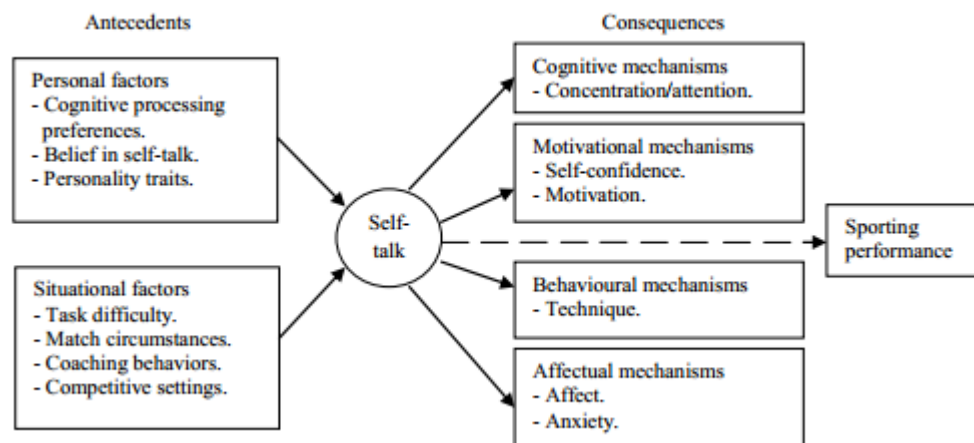 Antecedents
Consequences
Personal factors
- Cognitive processing
preferences.
- Belief in self-talk.
- Personality traits.
Situational factors
- Task difficulty.
- Match circumstances.
- Coaching behaviors.
- Competitive settings.
Self-
talk
Cognitive mechanisms
- Concentration/attention.
Motivational mechanisms
- Self-confidence.
- Motivation.
Behavioural mechanisms
- Technique.
Affectual mechanisms
- Affect.
- Anxiety.
Sporting
performance